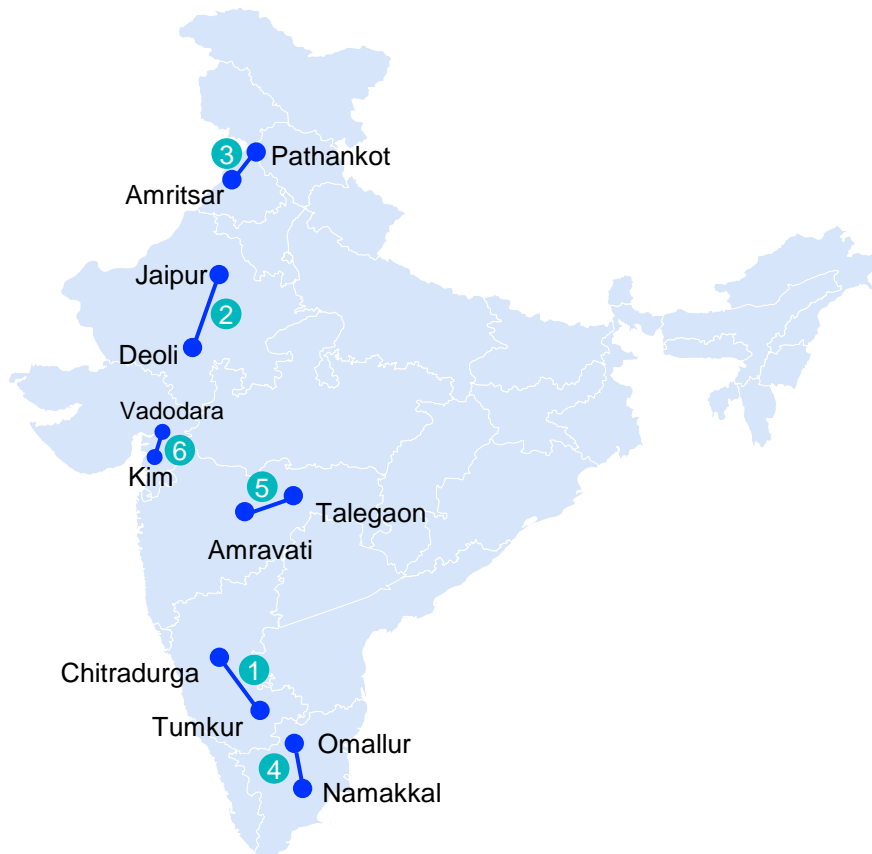 3
Pathankot
Amritsar
Jaipur
2
Deoli
Vadodara
6
Kim
5
Talegaon
Amravati
1
Chitradurga
Tumkur
Omallur
4
Namakkal